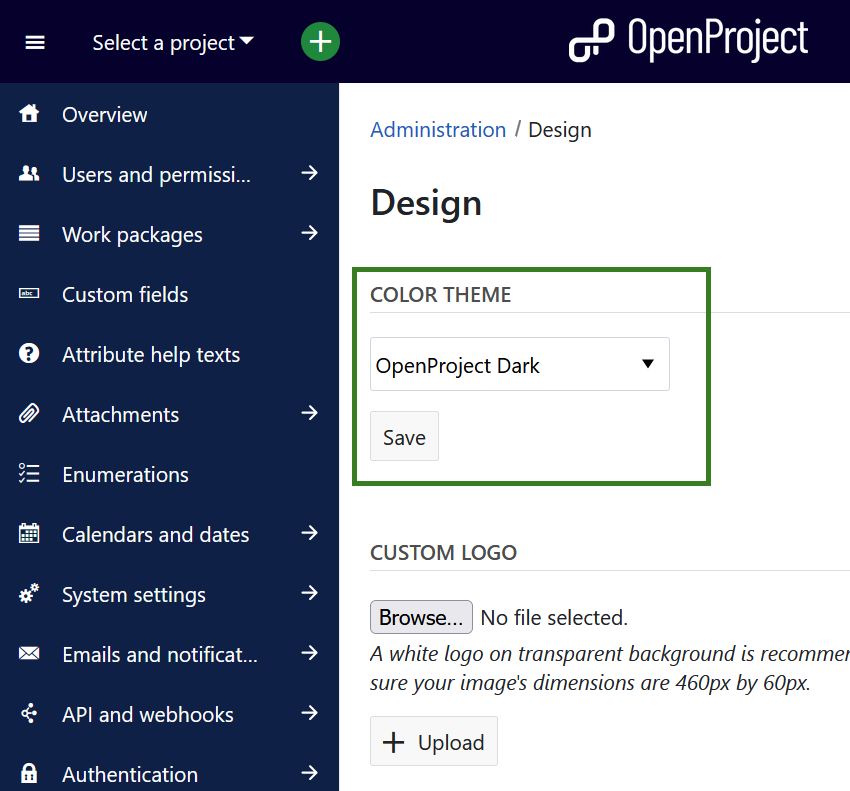 Select a project
OpenProject
Overview
Users and permissi...
Work packages
abc
Custom fields
Attribute help texts
Attachments
Enumerations
Calendars and dates
System settings
Emails and notificat...
API and webhooks
Authentication
Administration / Design
Design
COLOR THEME
OpenProject Dark
Save
CUSTOM LOGO
Browse... No file selected.
A white logo on transparent background is recommen
sure your image's dimensions are 460px by 60px.
Upload